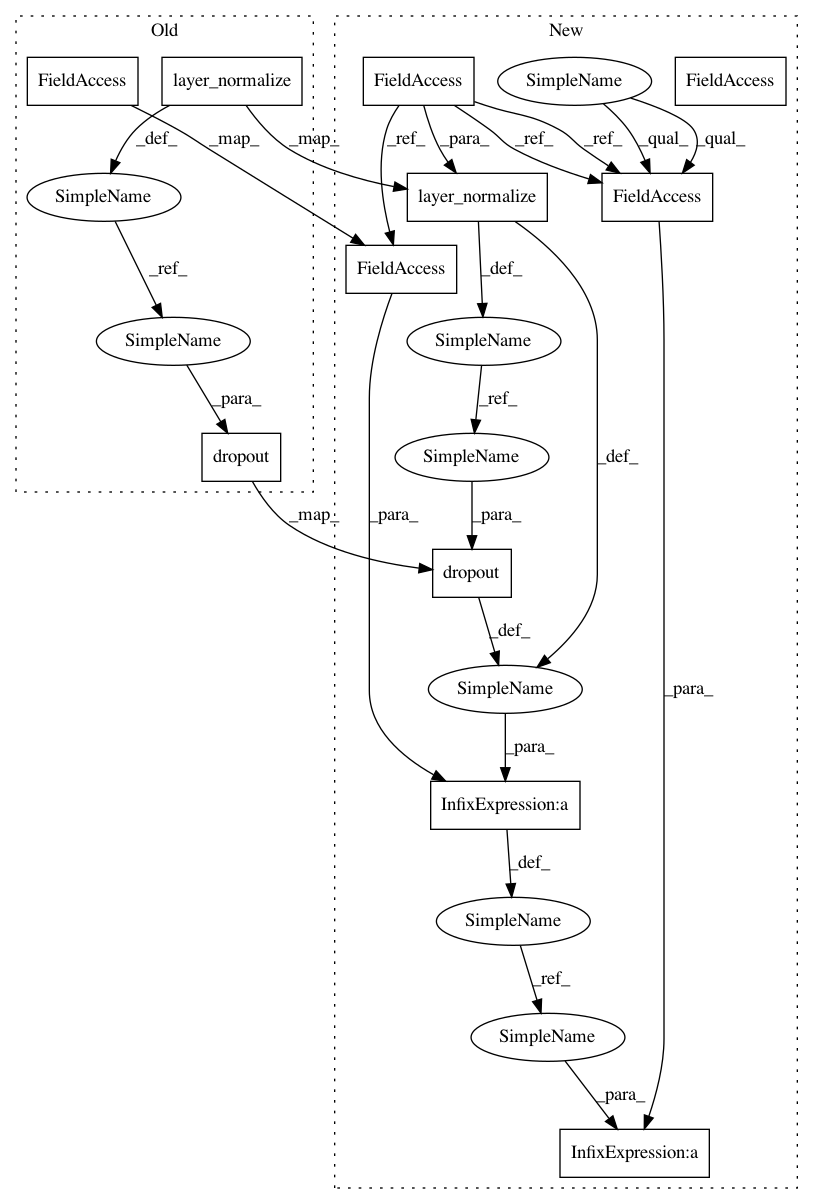 Old
New
FieldAccess
layer_normalize
FieldAccess
SimpleName
FieldAccess
_def_
_map_
_map_
_ref_
_para_
_ref_
_ref_
_qual_
_qual_
SimpleName
layer_normalize
FieldAccess
_ref_
FieldAccess
_def_
SimpleName
SimpleName
_para_
_ref_
dropout
SimpleName
_def_
_map_
_para_
_para_
dropout
_def_
SimpleName
_para_
_para_
InfixExpression:a
_def_
SimpleName
_ref_
SimpleName
_para_
InfixExpression:a